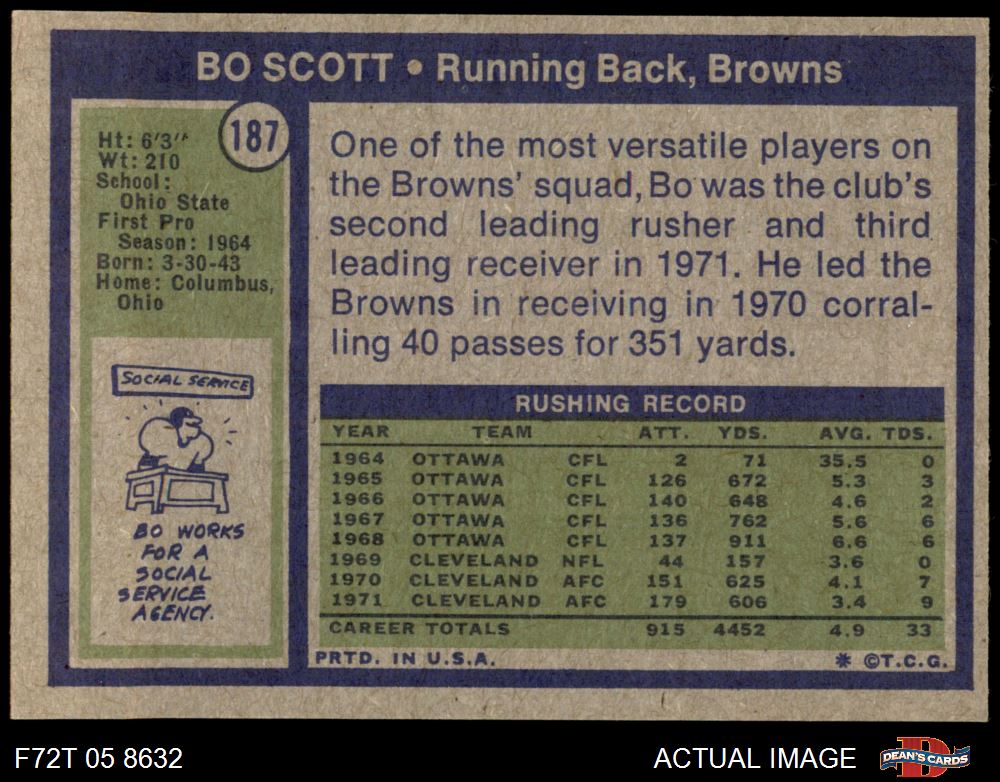 BO SCOTT • Running Back, Browns
187
Ht: 6'3"
Wt: 210
School:
Ohio State
First Pro
Season: 1964
Born: 3-30-43
Home: Columbus,
Ohio
SOCIAL SERVICE
BO WORKS
FOR A
SOCIAL
SERVICE
AGENCY.
One of the most versatile players on
the Browns' squad, Bo was the club's
second leading rusher and third
leading receiver in 1971. He led the
Browns in receiving in 1970 corral-
ling 40 passes for 351 yards.
RUSHING RECORD
YEAR TEAM ATT. YDS. AVG. TDS.
1964 OTTAWA CFL 2 71 35.5 0
1965 OTTAWA CFL 126 672 5.3 3
1966 OTTAWA CFL 140 648 4.6 2
1967 OTTAWA CFL 136 762 5.6 6
1968 OTTAWA CFL 137 911 6.6 6
1969 CLEVELAND NFL 44 157 3.6 0
1970 CLEVELAND AFC 151 625 4.1 7
1971 CLEVELAND AFC 179 606 3.4 9
CAREER TOTALS 915 4452 4.9 33
PRTD. IN U.S.A. * ©T.C.G.
F72T 05 8632
ACTUAL IMAGE
DEAN'S CARDS